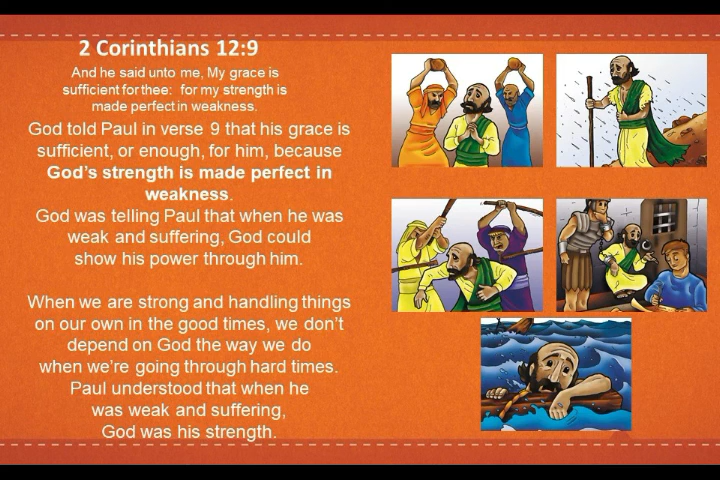 2 Corinthians 12:9
And he said unto me, My grace is
sufficient for thee: for my strength is
made perfect in weakness.
God told Paul in verse 9 that his grace is
sufficient, or enough, for him, because
God's strength is made perfect in
weakness.
God was telling Paul that when he was
weak and suffering, God could
show his power through him.
When we are strong and handling things
on our own in the good times, we don't
depend on God the way we do
when we're going through hard times.
Paul understood that when he
was weak and suffering,
God was his strength.